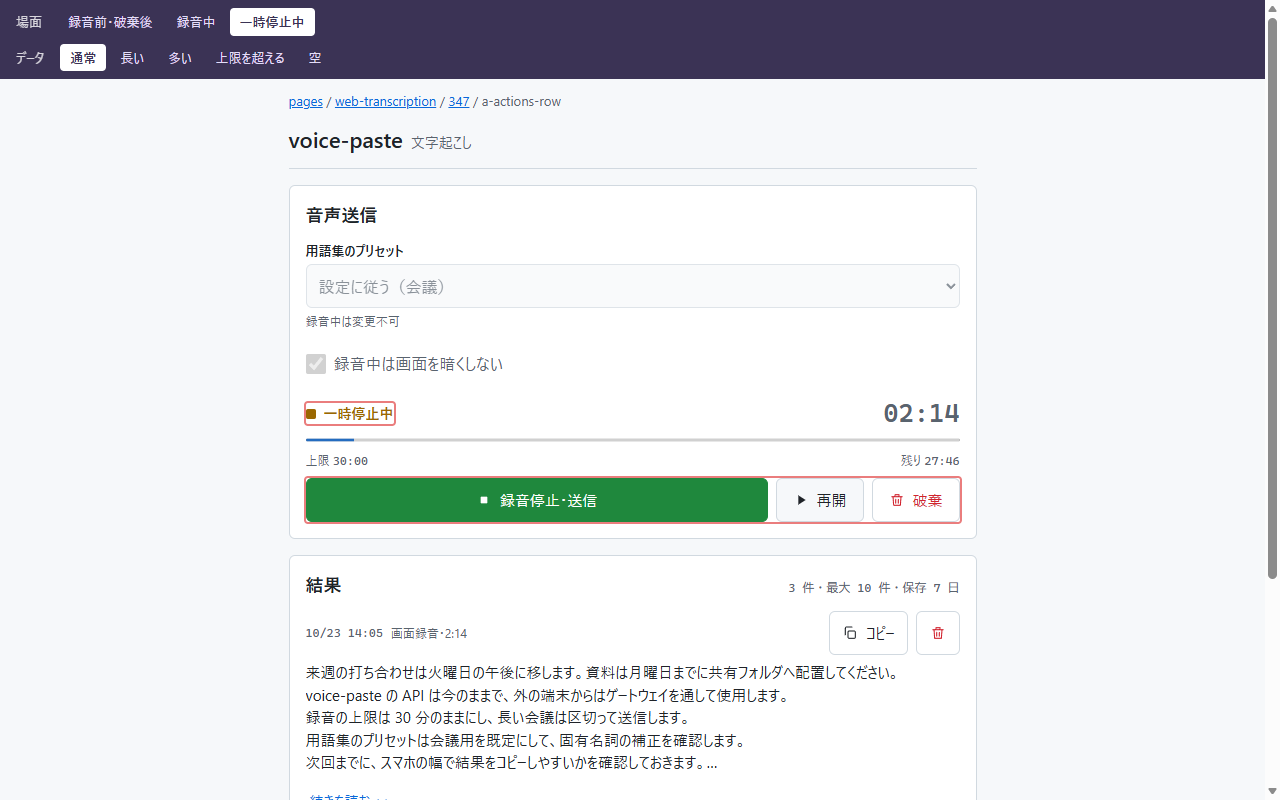 場面 録音前・破棄後 録音中 一時停止中
データ 通常 長い 多い 上限を超える 空
pages / web-transcription / 347 / a-actions-row
voice-paste 文字起こし
音声送信
用語集のプリセット
設定に従う（会議）
録音中は変更不可
録音中は画面を暗くしない
一時停止中 02:14
上限 30:00 残り 27:46
録音停止・送信 再開 破棄
結果 3 件・最大 10 件・保存 7 日
10/23 14:05 画面録音・2:14 コピー
来週の打ち合わせは火曜日の午後に移します。資料は月曜日までに共有フォルダへ配置してください。
voice-paste の API は今のままで、外の端末からはゲートウェイを通して使用します。
録音の上限は 30 分のままにし、長い会議は区切って送信します。
用語集のプリセットは会議用を既定にして、固有名詞の補正を確認します。
次回までに、スマホの幅で結果をコピーしやすいかを確認しておきます。...